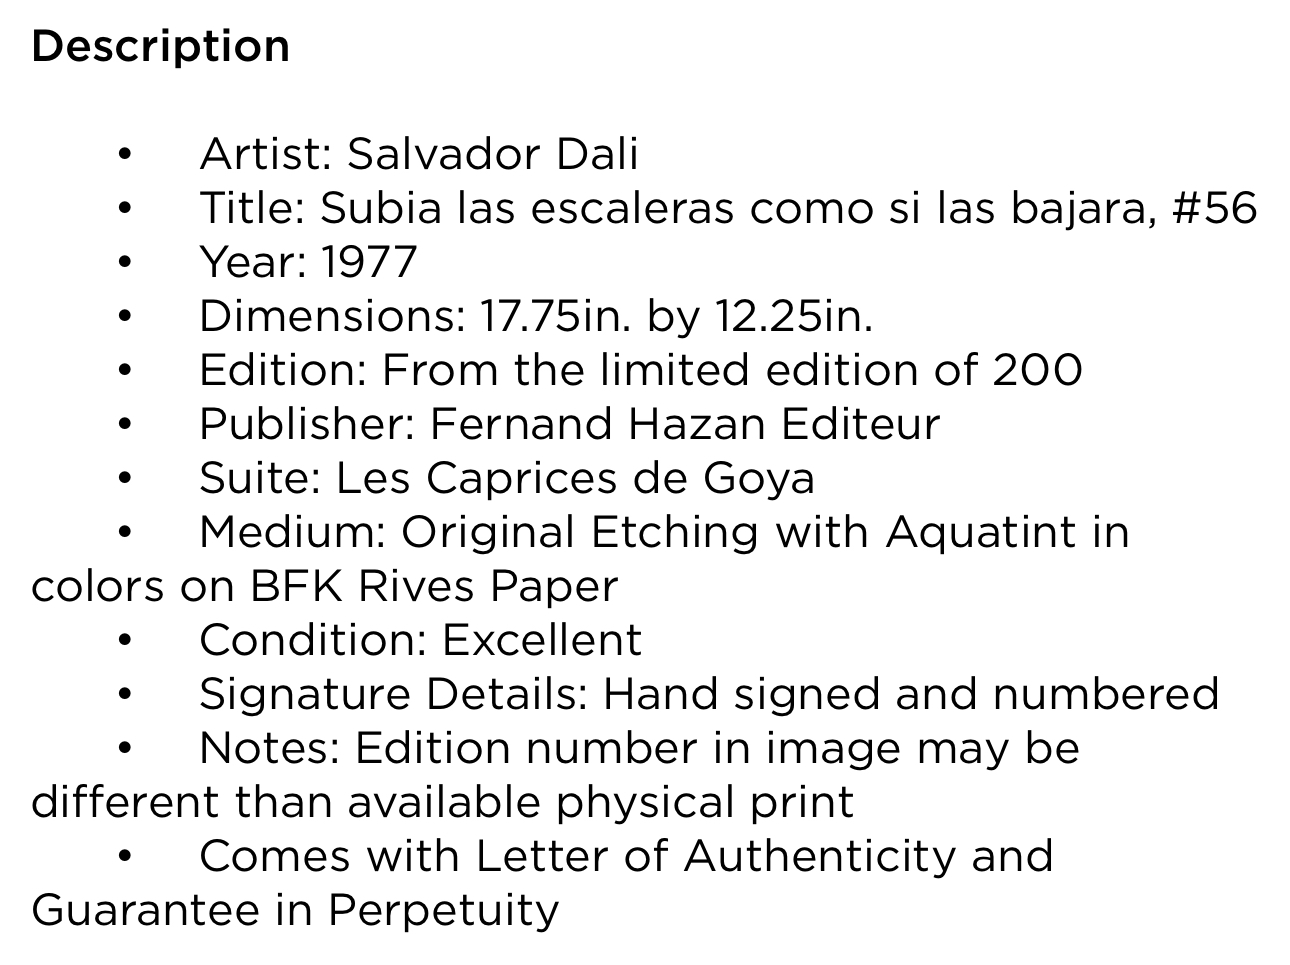 Description
• Artist: Salvador Dali
• Title: Subia las escaleras como si las bajara, #56
• Year: 1977
• Dimensions: 17.75in. by 12.25in.
• Edition: From the limited edition of 200
• Publisher: Fernand Hazan Editeur
• Suite: Les Caprices de Goya
• Medium: Original Etching with Aquatint in
colors on BFK Rives Paper
• Condition: Excellent
• Signature Details: Hand signed and numbered
• Notes: Edition number in image may be
different than available physical print
• Comes with Letter of Authenticity and
Guarantee in Perpetuity